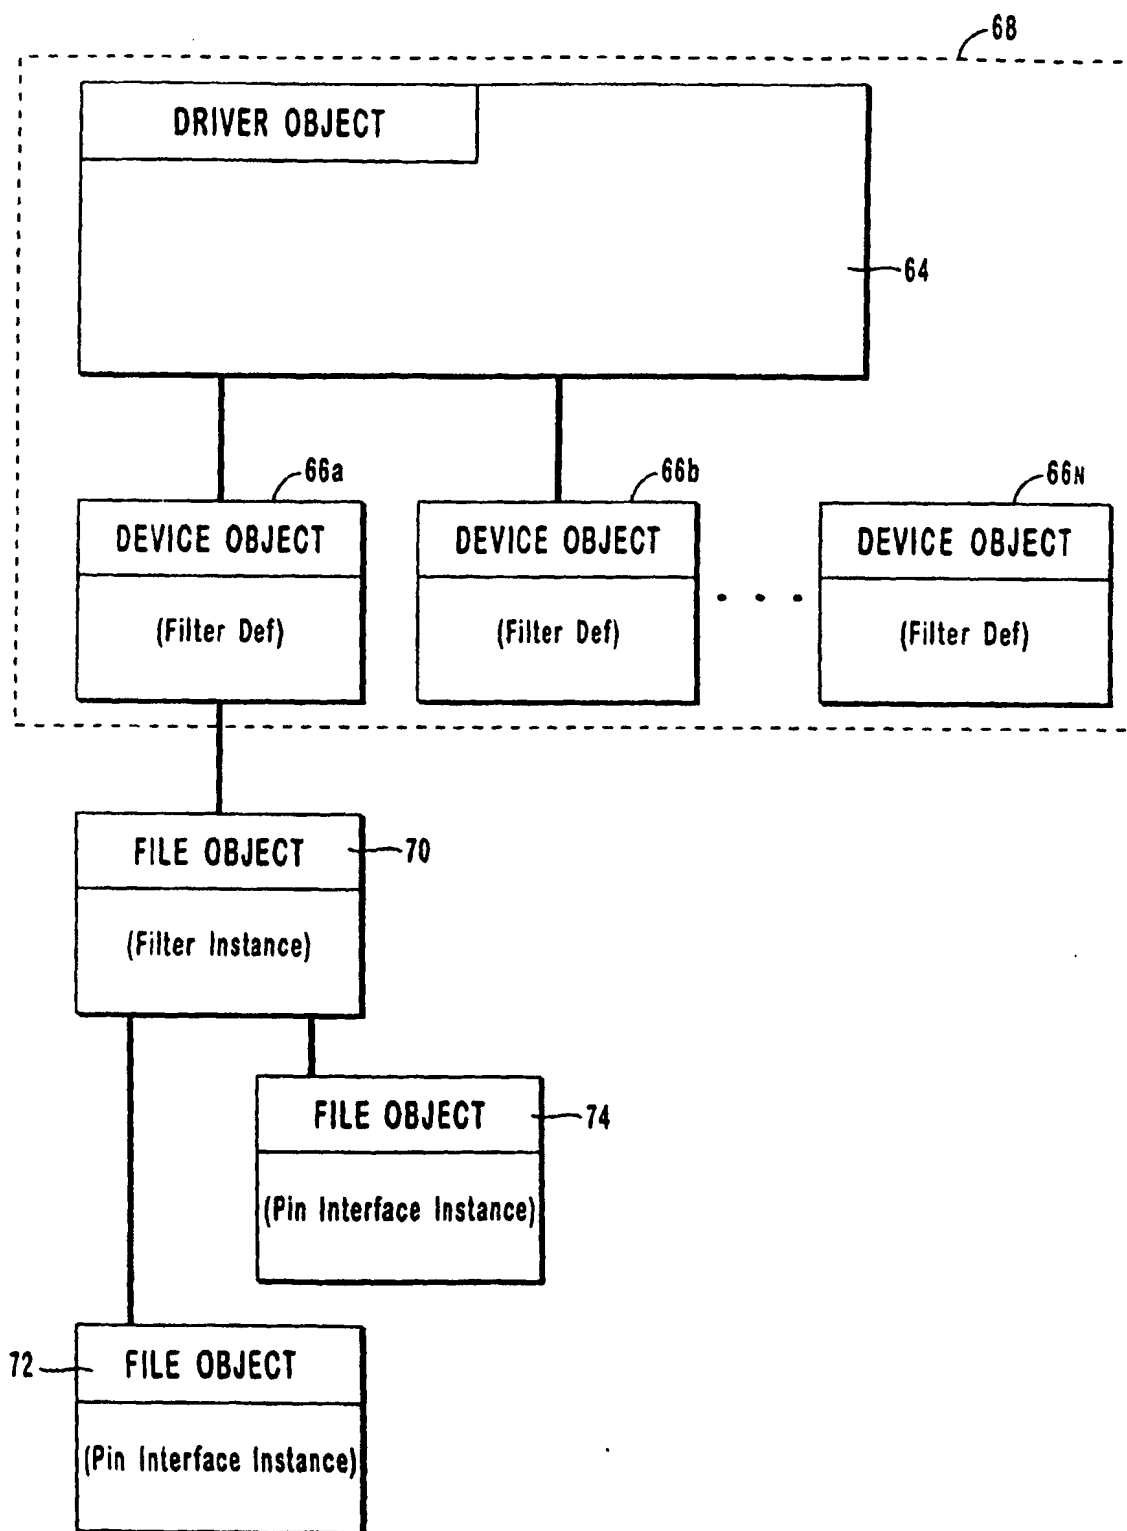 68
DRIVER OBJECT
64
66a
66b
66N
DEVICE OBJECT
DEVICE OBJECT
DEVICE OBJECT
(Filter Def)
(Filter Def)
. . .
(Filter Def)
FILE OBJECT
70
(Filter Instance)
FILE OBJECT
74
(Pin Interface Instance)
72
FILE OBJECT
(Pin Interface Instance)